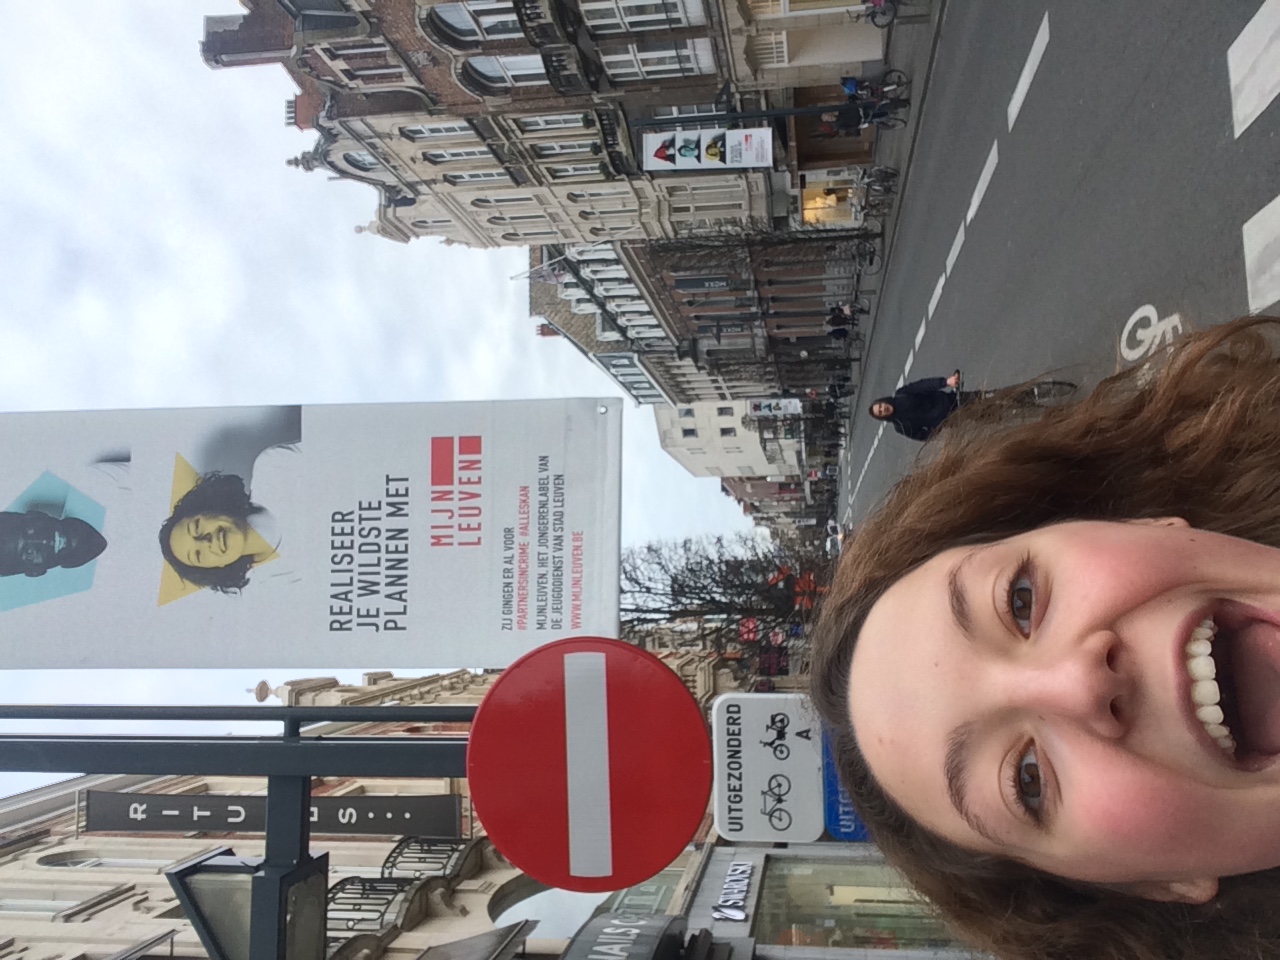 RITUALS...
REALISEER
JE WILDSTE
PLANNEN MET
MIJN
LEUVEN
ZIJ GINGEN ER AL VOOR
#PARTNERSINCRIME #ALLESKAN
MIJNLEUVEN, HET JONGERENLABEL VAN
DE JEUGDDIENST VAN STAD LEUVEN
WWW.MIJNLEUVEN.BE
SWAROVSKI
UITGEZONDERD
A